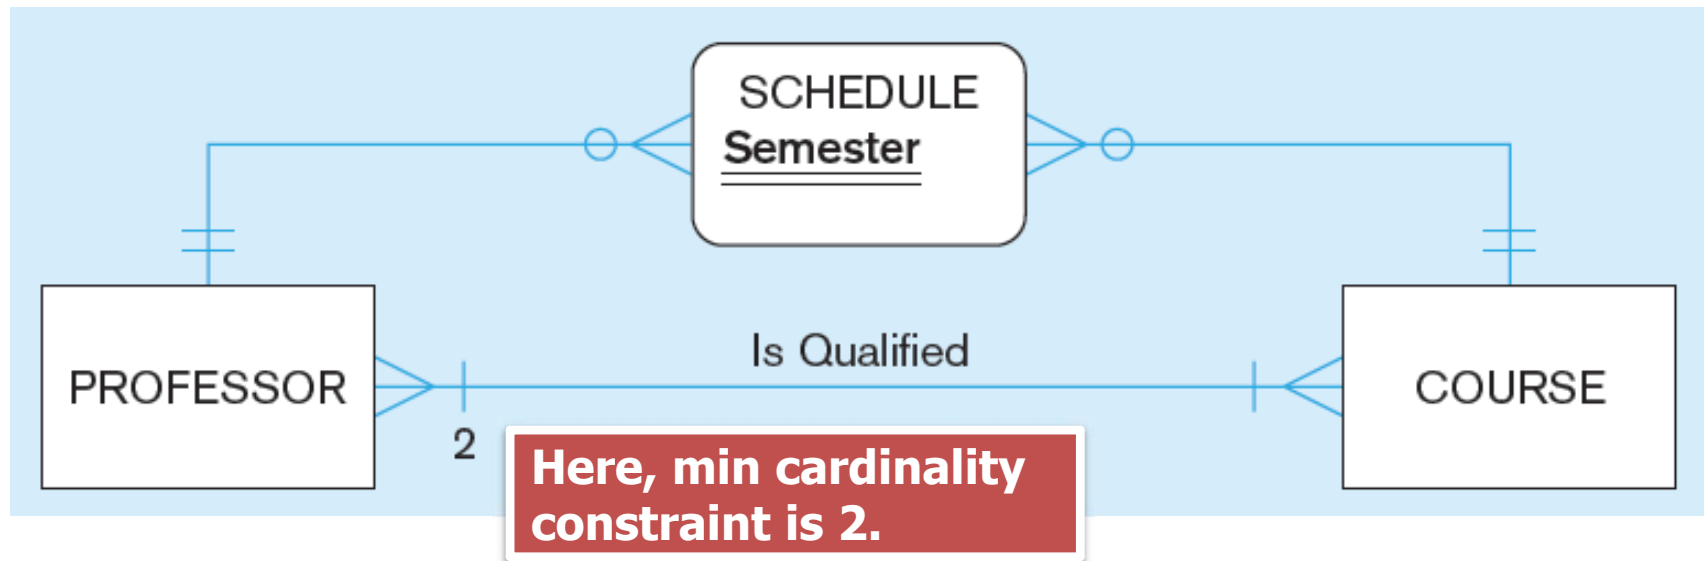 SCHEDULE
Semester
Is Qualified
PROFESSOR
COURSE
2
Here, min cardinality
constraint is 2.